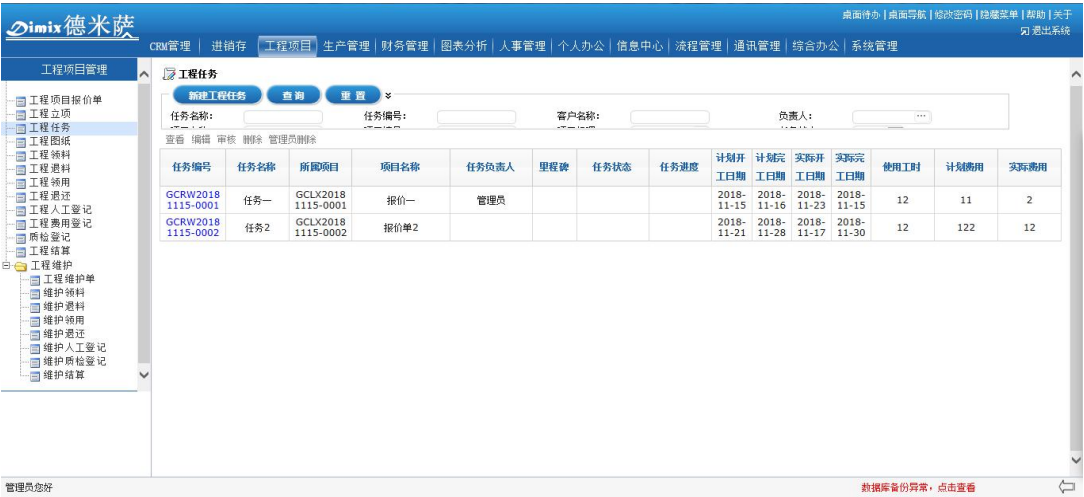 桌面待办 | 桌面导航 | 修改密码 | 隐藏菜单 | 帮助 | 关于
Dimix德米萨
退出系统
CRM管理 | 进销存 | 工程项目 | 生产管理 | 财务管理 | 图表分析 | 人事管理 | 个人办公 | 信息中心 | 流程管理 | 通讯管理 | 综合办公 | 系统管理
工程项目管理
工程项目报价单
工程立项
工程任务
工程图纸
工程领料
工程退料
工程领用
工程退还
工程人工登记
工程费用登记
质检登记
工程结算
工程维护
工程维护单
维护领料
维护退料
维护领用
维护退还
维护人工登记
维护质检登记
维护结算
工程任务
新建工程任务 查询 重置
任务名称: 任务编号: 客户名称: 负责人: ...
查看 编辑 审核 删除 管理员删除
任务编号 任务名称 所属项目 项目名称 任务负责人 里程碑 任务状态 任务进度 计划开工日期 计划完工日期 实际开工日期 实际完工日期 使用工时 计划费用 实际费用
GCRW20181115-0001 任务一 GCLX20181115-0001 报价一 管理员 2018-11-15 2018-11-16 2018-11-23 2018-11-15 12 11 2
GCRW20181115-0002 任务2 GCLX20181115-0002 报价单2 2018-11-21 2018-11-28 2018-11-17 2018-11-30 12 122 12
管理员您好
数据库备份异常，点击查看